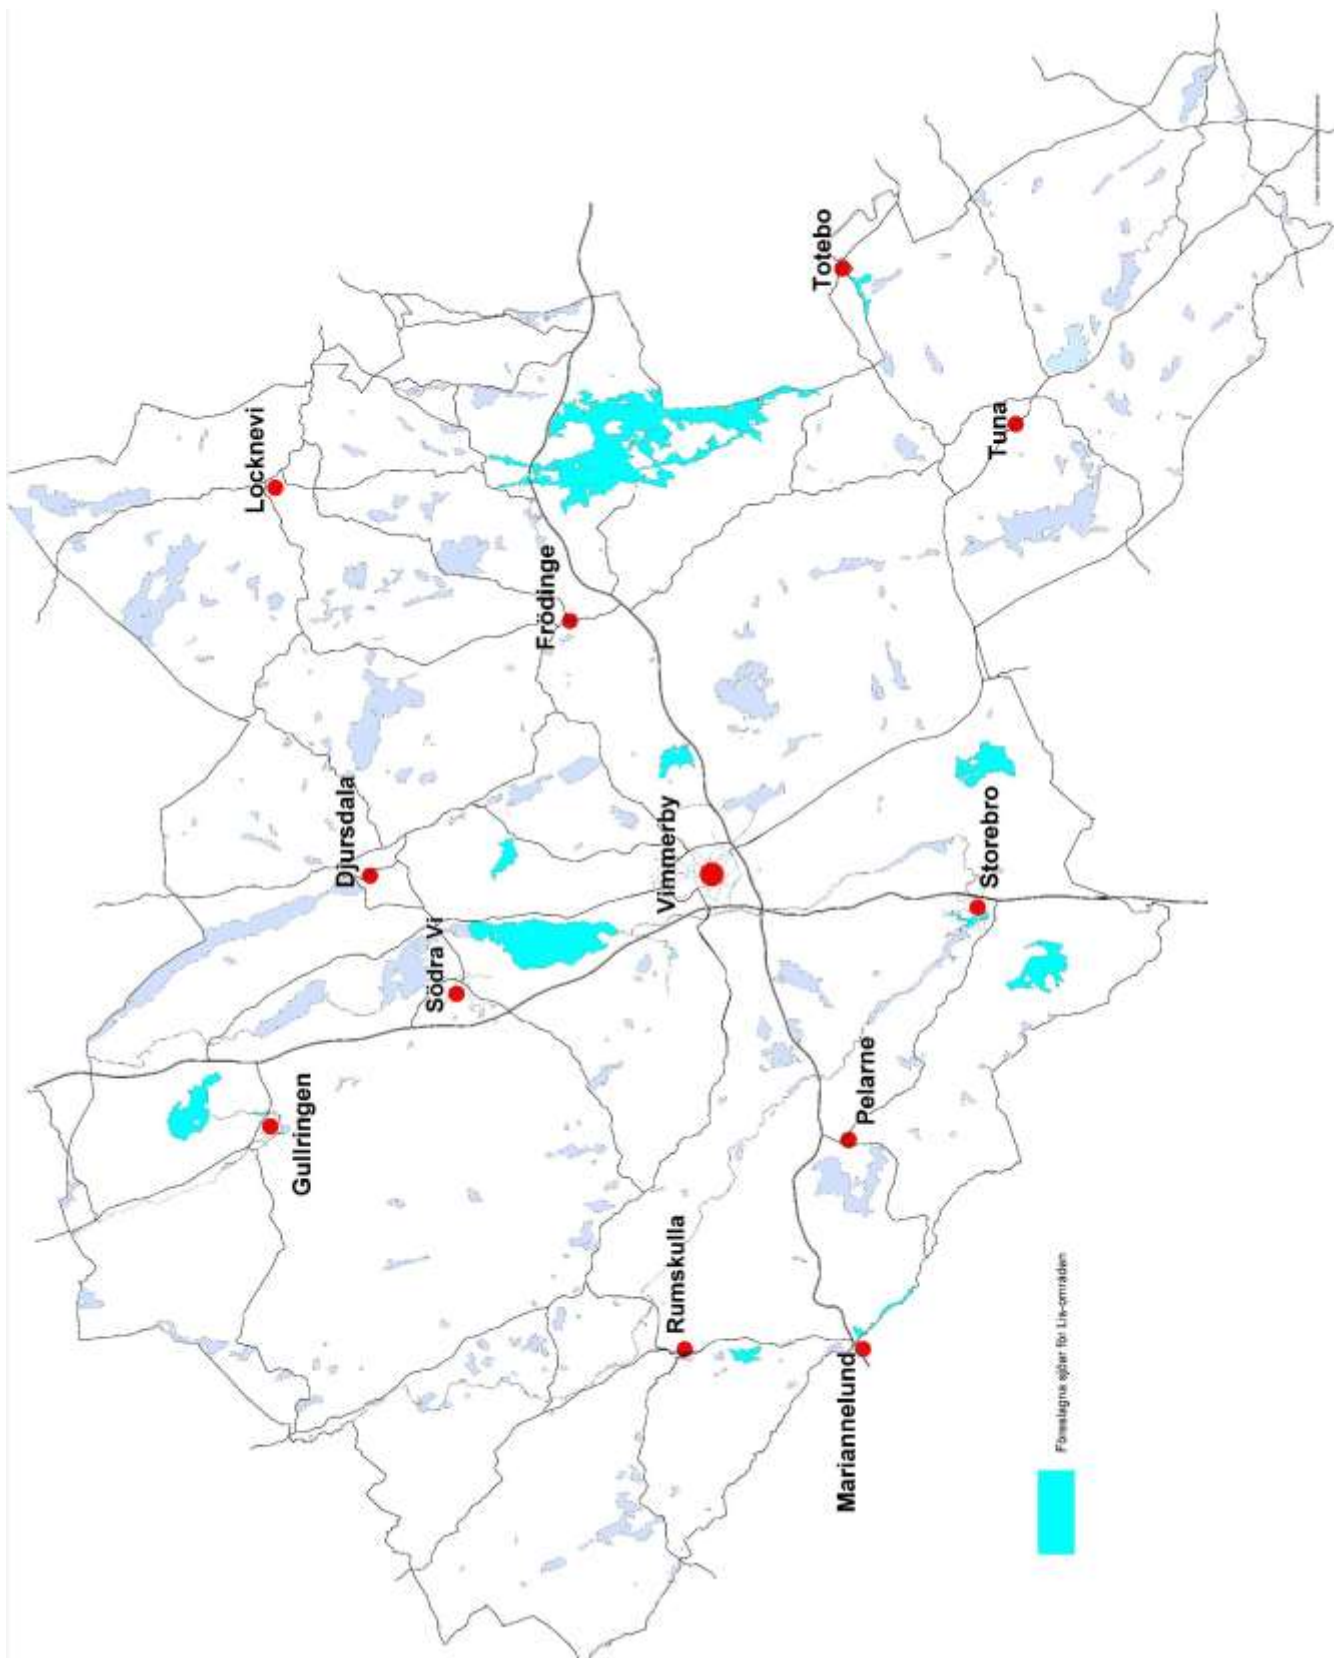 Locknevi
Totebo
Frödinge
Tuna
Djursdala
Vimmerby
Storebro
Södra Vi
Gullringen
Pelarne
Rumskulla
Mariannelund
Föreslagna sjöar för Lis-områden